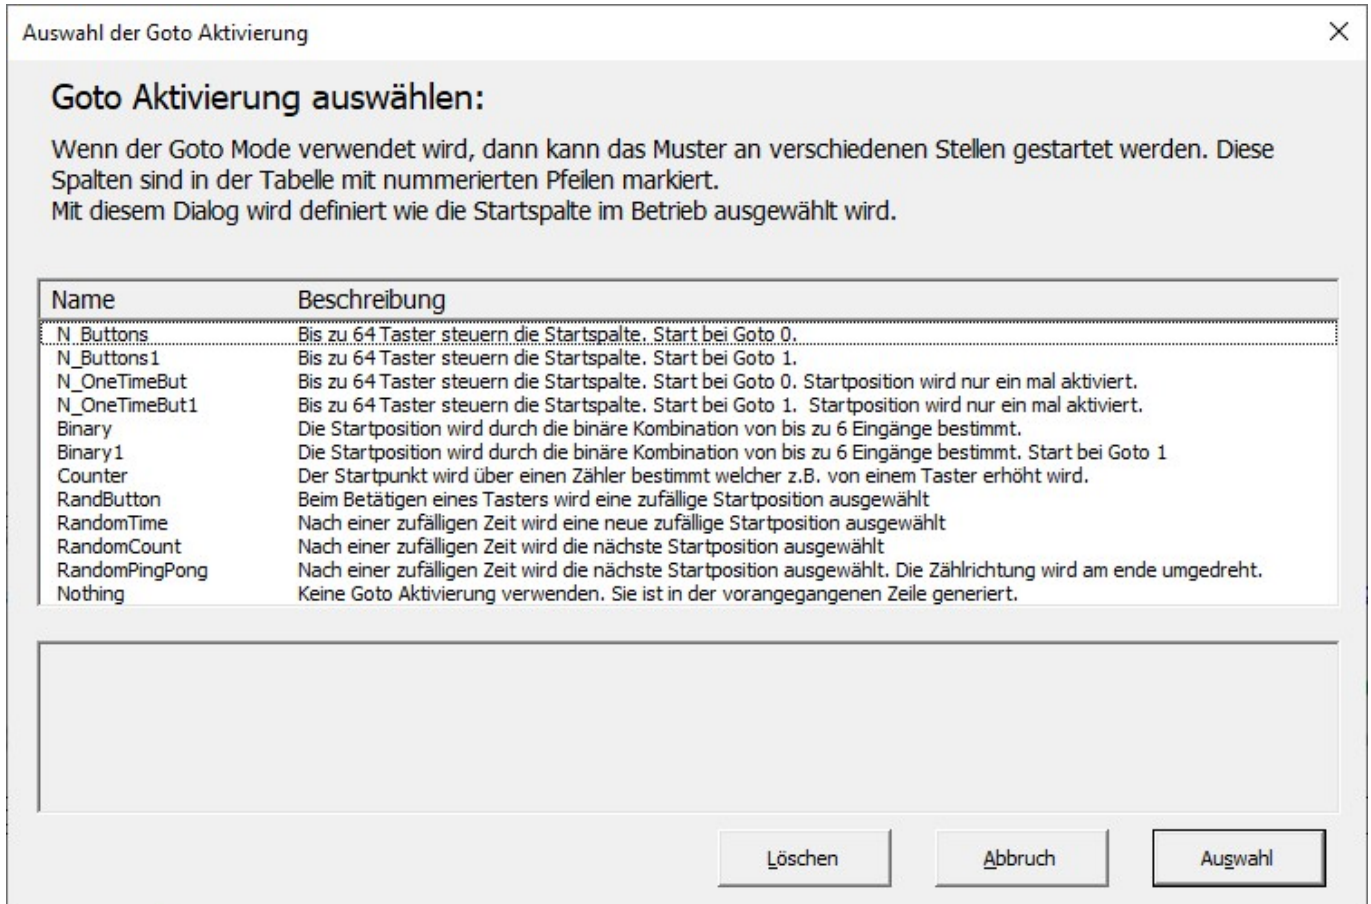 Auswahl der Goto Aktivierung
Goto Aktivierung auswählen:
Wenn der Goto Mode verwendet wird, dann kann das Muster an verschiedenen Stellen gestartet werden. Diese
Spalten sind in der Tabelle mit nummerierten Pfeilen markiert.
Mit diesem Dialog wird definiert wie die Startspalte im Betrieb ausgewählt wird.
Name Beschreibung
N_Buttons Bis zu 64 Taster steuern die Startspalte. Start bei Goto 0.
N_Buttons1 Bis zu 64 Taster steuern die Startspalte. Start bei Goto 1.
N_OneTimeBut Bis zu 64 Taster steuern die Startspalte. Start bei Goto 0. Startposition wird nur ein mal aktiviert.
N_OneTimeBut1 Bis zu 64 Taster steuern die Startspalte. Start bei Goto 1. Startposition wird nur ein mal aktiviert.
Binary Die Startposition wird durch die binäre Kombination von bis zu 6 Eingänge bestimmt.
Binary1 Die Startposition wird durch die binäre Kombination von bis zu 6 Eingänge bestimmt. Start bei Goto 1
Counter Der Startpunkt wird über einen Zähler bestimmt welcher z.B. von einem Taster erhöht wird.
RandButton Beim Betätigen eines Tasters wird eine zufällige Startposition ausgewählt
RandomTime Nach einer zufälligen Zeit wird eine neue zufällige Startposition ausgewählt
RandomCount Nach einer zufälligen Zeit wird die nächste Startposition ausgewählt
RandomPingPong Nach einer zufälligen Zeit wird die nächste Startposition ausgewählt. Die Zählrichtung wird am ende umgedreht.
Nothing Keine Goto Aktivierung verwenden. Sie ist in der vorangegangenen Zeile generiert.
Löschen Abbruch Auswahl